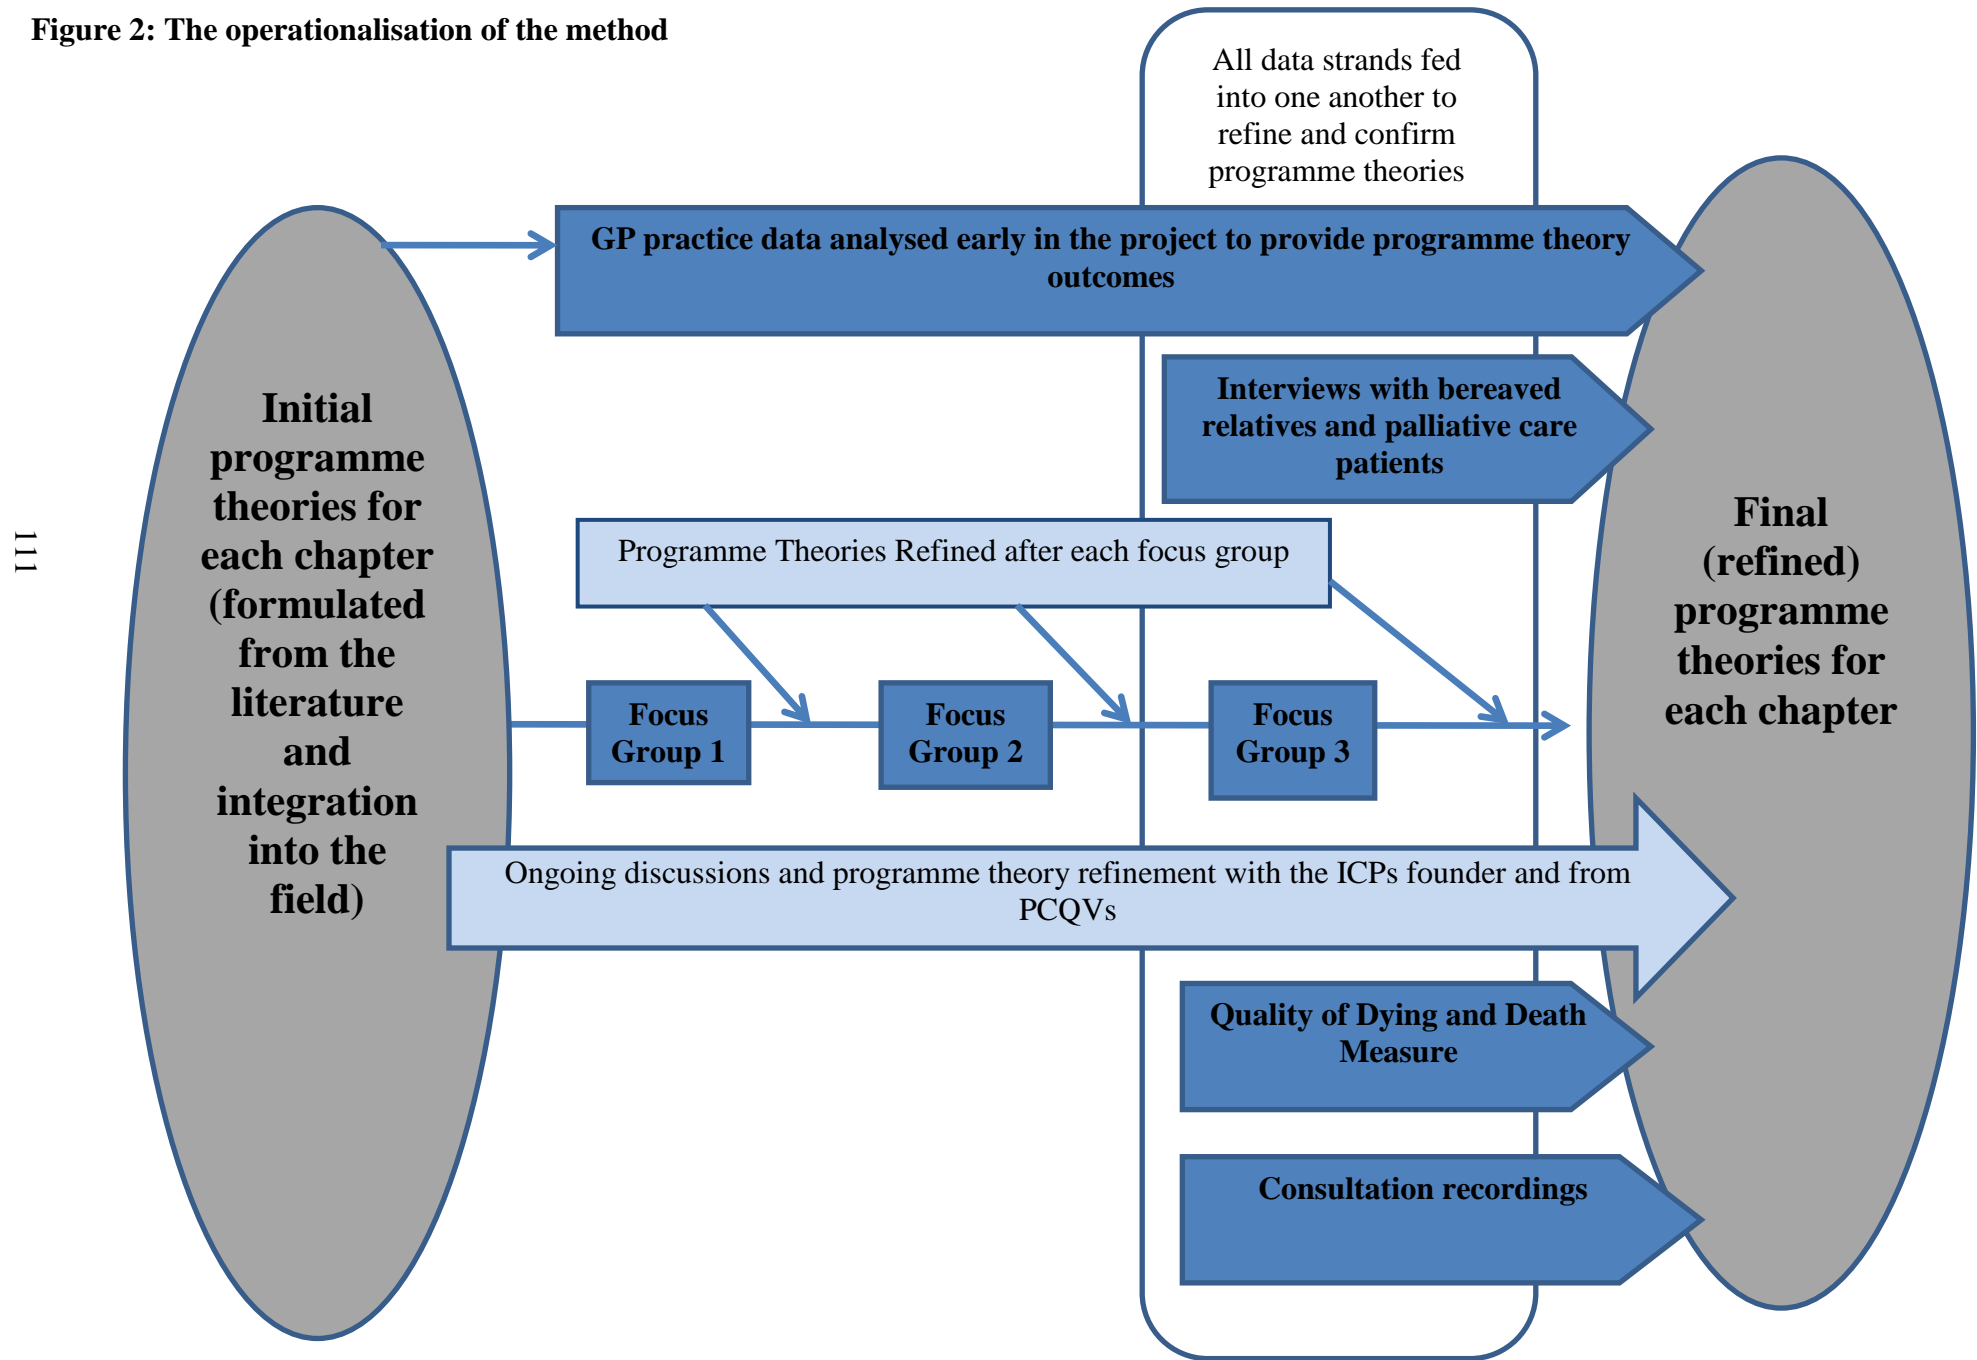 Figure 2: The operationalisation of the method
All data strands fed
into one another to
refine and confirm
programme theories
GP practice data analysed early in the project to provide programme theory
outcomes
Interviews with bereaved
relatives and palliative care
patients
Initial
programme
theories for
each chapter
(formulated
from the
literature
and
integration
into the
field)
Programme Theories Refined after each focus group
Focus
Group 1
Focus
Group 2
Focus
Group 3
Final
(refined)
programme
theories for
each chapter
Ongoing discussions and programme theory refinement with the ICPs founder and from
PCQVs
Quality of Dying and Death
Measure
Consultation recordings
111